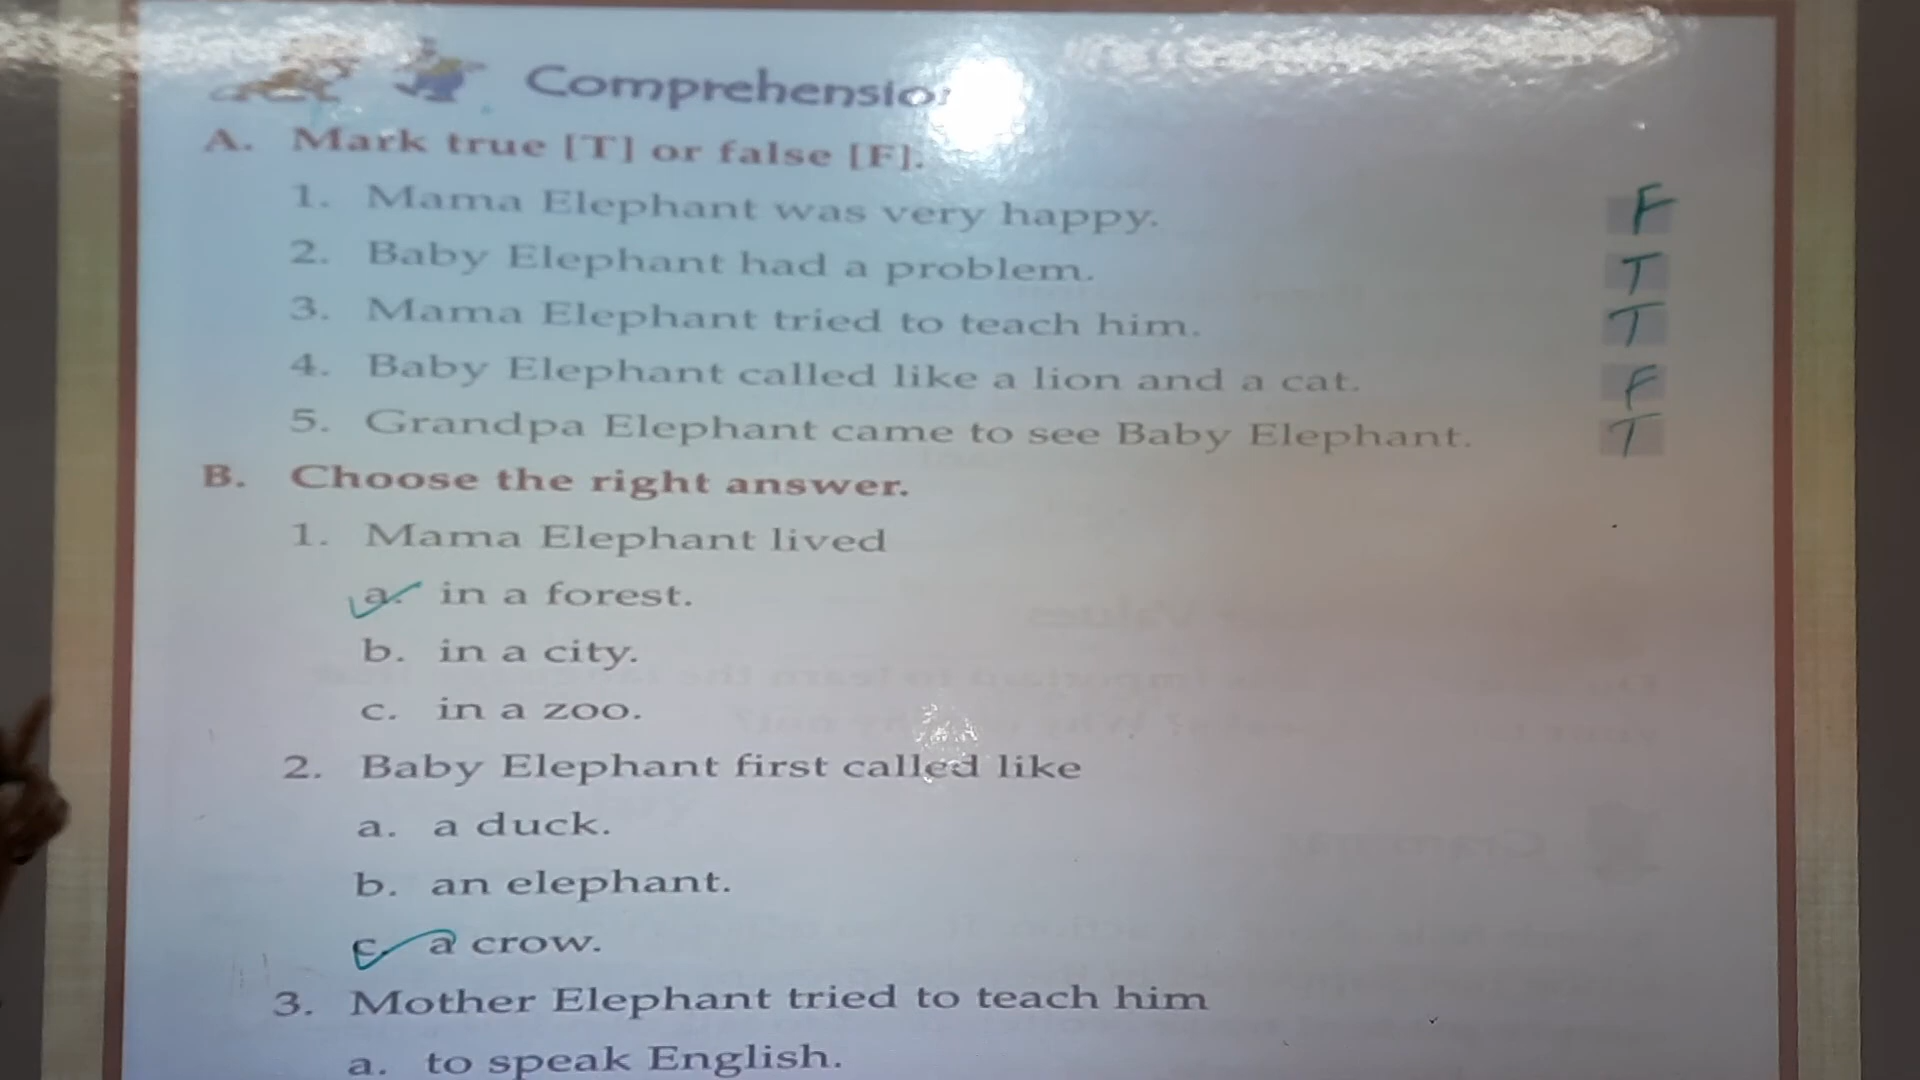 Comprehension
A. Mark true [T] or false [F].
1. Mama Elephant was very happy. F
2. Baby Elephant had a problem. T
3. Mama Elephant tried to teach him. T
4. Baby Elephant called like a lion and a cat. F
5. Grandpa Elephant came to see Baby Elephant. T
B. Choose the right answer.
1. Mama Elephant lived
a. in a forest.
b. in a city.
c. in a zoo.
2. Baby Elephant first called like
a. a duck.
b. an elephant.
c. a crow.
3. Mother Elephant tried to teach him
a. to speak English.